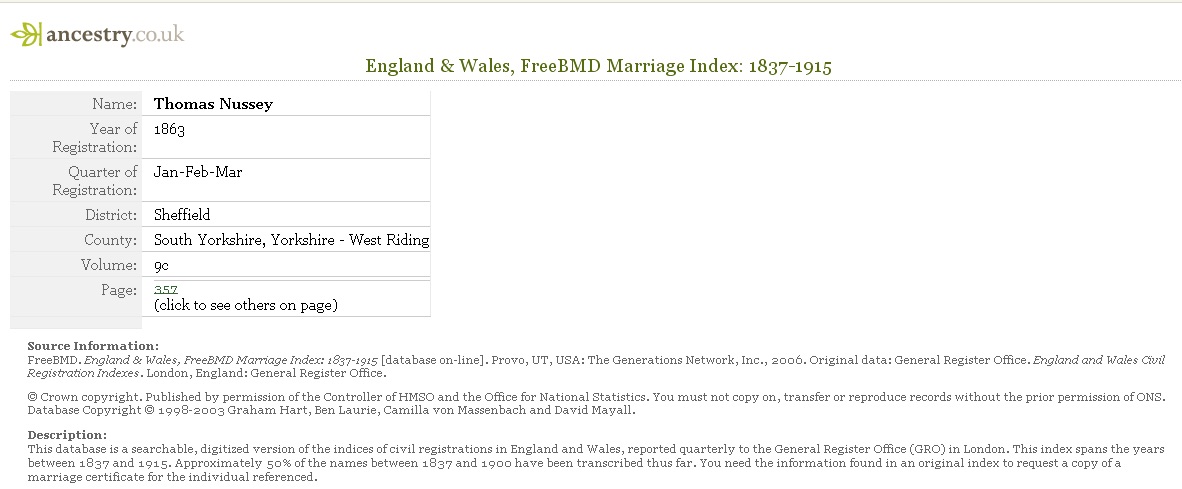 ancestry.co.uk
England & Wales, FreeBMD Marriage Index: 1837-1915
Name: Thomas Nussey
Year of Registration: 1863
Quarter of Registration: Jan-Feb-Mar
District: Sheffield
County: South Yorkshire, Yorkshire - West Riding
Volume: 9c
Page: 357
(click to see others on page)
Source Information:
FreeBMD. England & Wales, FreeBMD Marriage Index: 1837-1915 [database on-line]. Provo, UT, USA: The Generations Network, Inc., 2006. Original data: General Register Office. England and Wales Civil
Registration Indexes. London, England: General Register Office.
© Crown copyright. Published by permission of the Controller of HMSO and the Office for National Statistics. You must not copy on, transfer or reproduce records without the prior permission of ONS.
Database Copyright © 1998-2003 Graham Hart, Ben Laurie, Camilla von Massenbach and David Mayall.
Description:
This database is a searchable, digitized version of the indices of civil registrations in England and Wales, reported quarterly to the General Register Office (GRO) in London. This index spans the years
between 1837 and 1915. Approximately 50% of the names between 1837 and 1900 have been transcribed thus far. You need the information found in an original index to request a copy of a
marriage certificate for the individual referenced.